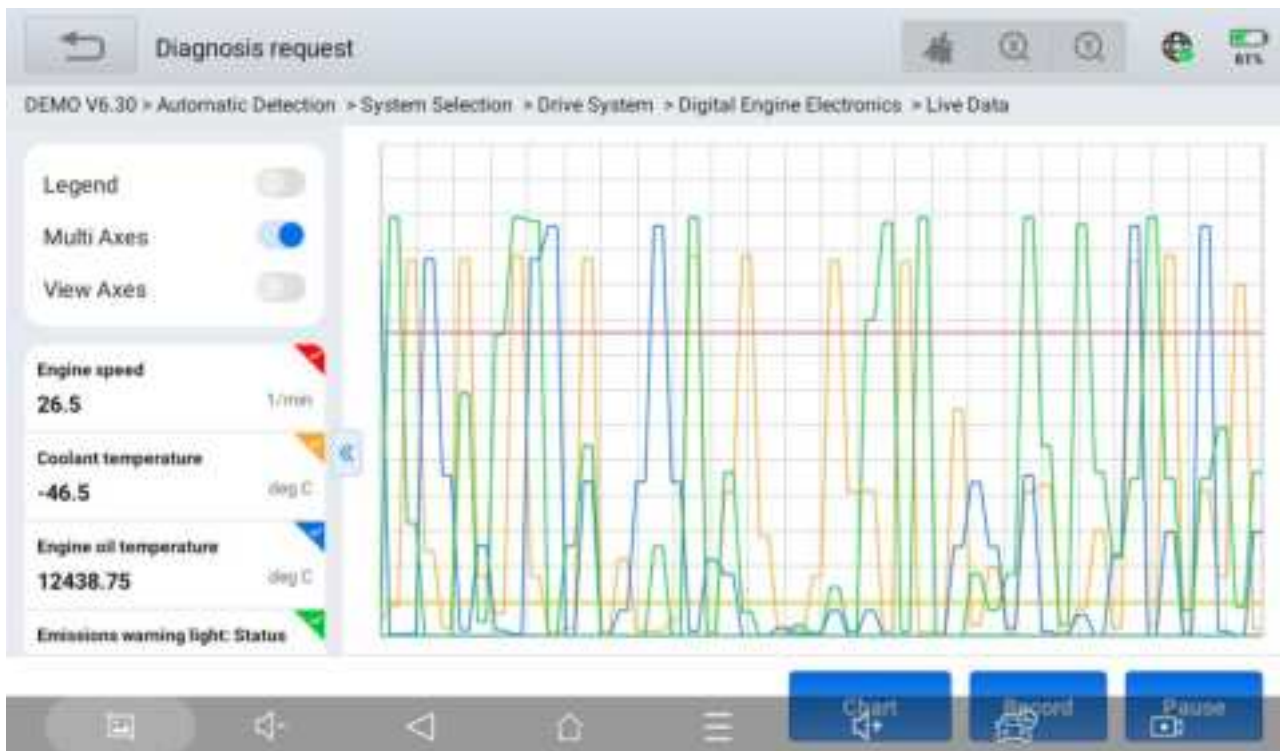 Diagnosis request
61%
DEMO V6.30 > Automatic Detection > System Selection > Drive System > Digital Engine Electronics > Live Data
Legend
Multi Axes
View Axes
Engine speed
26.5 1/min
Coolant temperature
-46.5 deg C
Engine oil temperature
12438.75 deg C
Emissions warning light: Status
Chart Record Pause